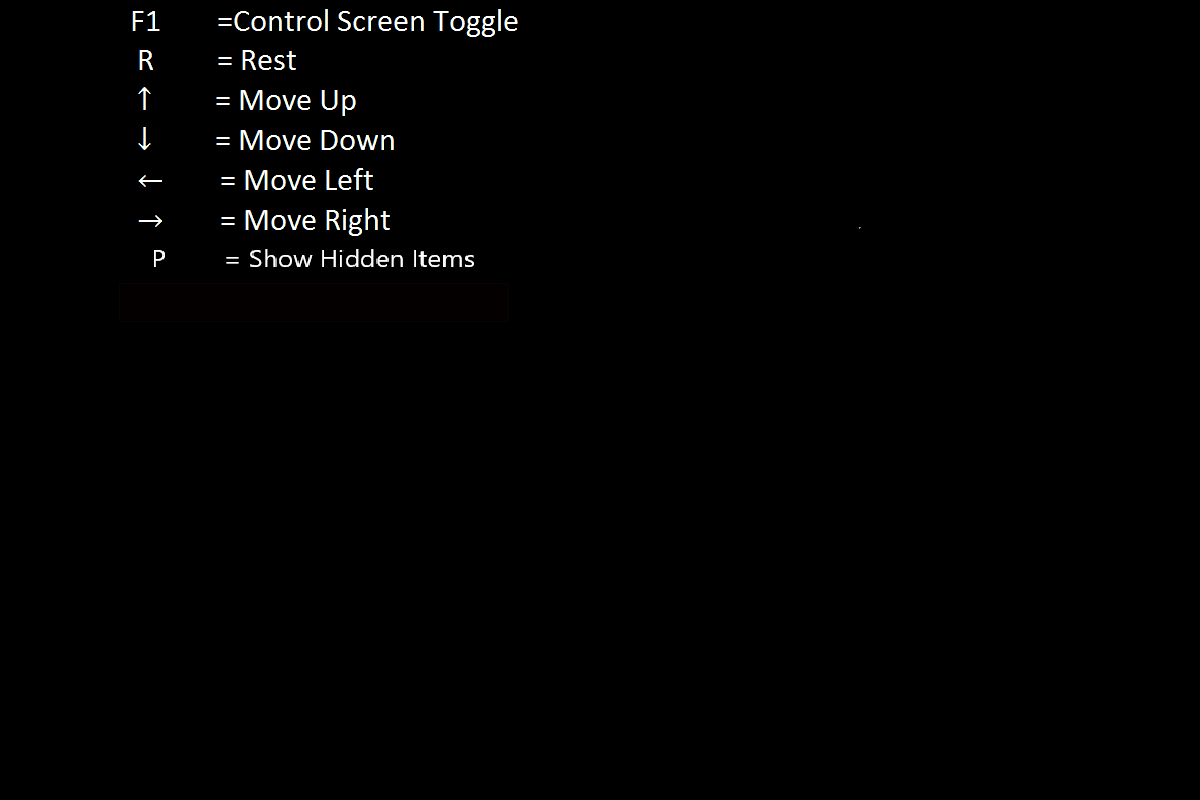 F1 =Control Screen Toggle
R = Rest
↑ = Move Up
↓ = Move Down
← = Move Left
→ = Move Right
P = Show Hidden Items